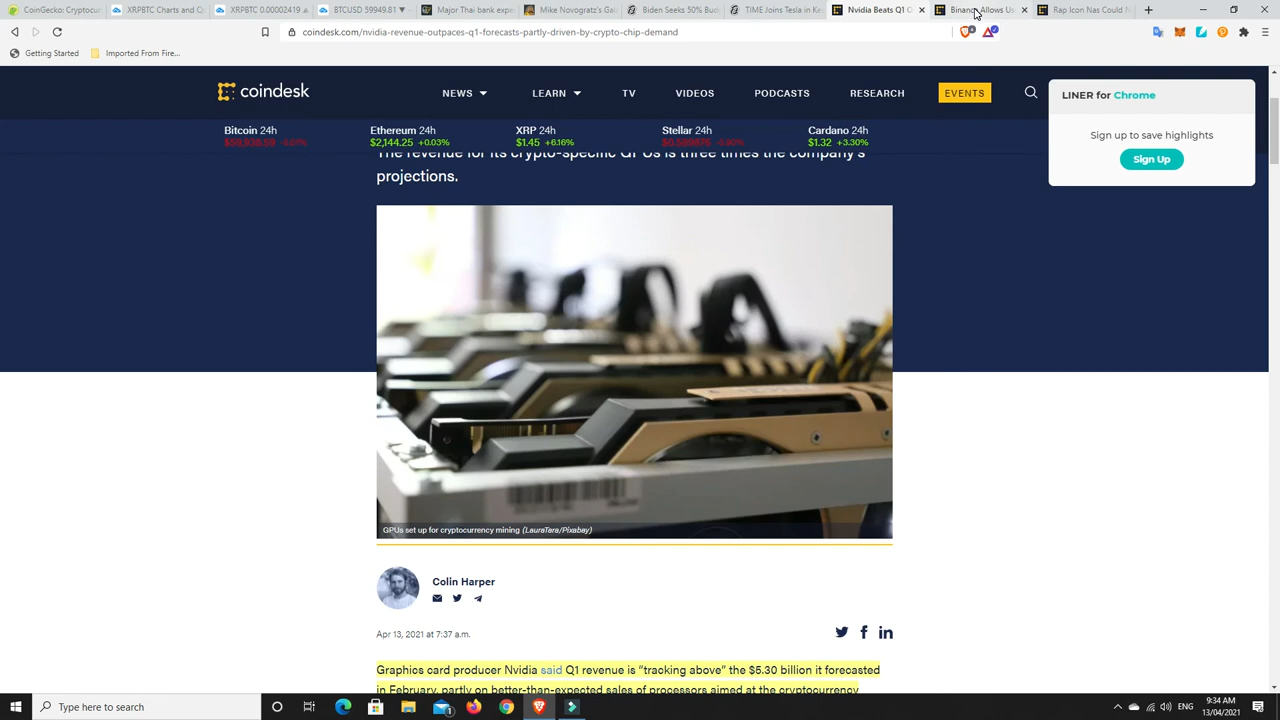 CoinGecko: Cryptocur
XRPBTC Charts and Q
XRPBTC 0.00002419
BTCUSD 59949.81 ▼
Major Thai bank expe
Mike Novogratz's Gal
Biden Seeks 50% Bud
TIME Joins Tesla in Ke
Nvidia Beats Q1 O
Binance Allows Us
Rap Icon Nas Could N
coindesk.com/nvidia-revenue-outpaces-q1-forecasts-partly-driven-by-crypto-chip-demand
Getting Started
Imported From Fire...
coindesk
NEWS
LEARN
TV
VIDEOS
PODCASTS
RESEARCH
EVENTS
LINER for Chrome
Sign up to save highlights
Sign Up
Bitcoin 24h
Ethereum 24h
$2,144.25 +0.03%
XRP 24h
$1.45 +6.16%
Stellar 24h
Cardano 24h
$1.32 +3.30%
The revenue for its crypto-specific GPUs is three times the company's
projections.
GPUs set up for cryptocurrency mining (LauraTara/Pixabay)
Colin Harper
Apr 13, 2021 at 7:37 a.m.
Graphics card producer Nvidia said Q1 revenue is “tracking above” the $5.30 billion it forecasted
in February, partly on better-than-expected sales of processors aimed at the cryptocurrency
Type here to search
ENG
9:34 AM
13/04/2021